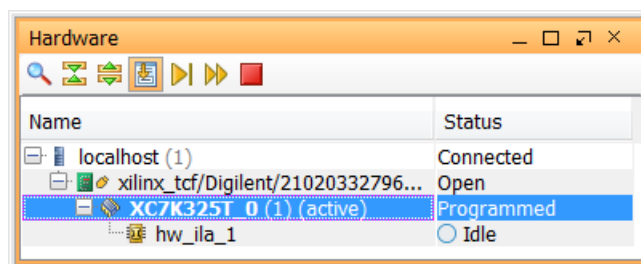 Hardware
Name Status
localhost (1) Connected
xilinx_tcf/Digilent/21020332796... Open
XC7K325T_0 (1) (active) Programmed
hw_ila_1 Idle